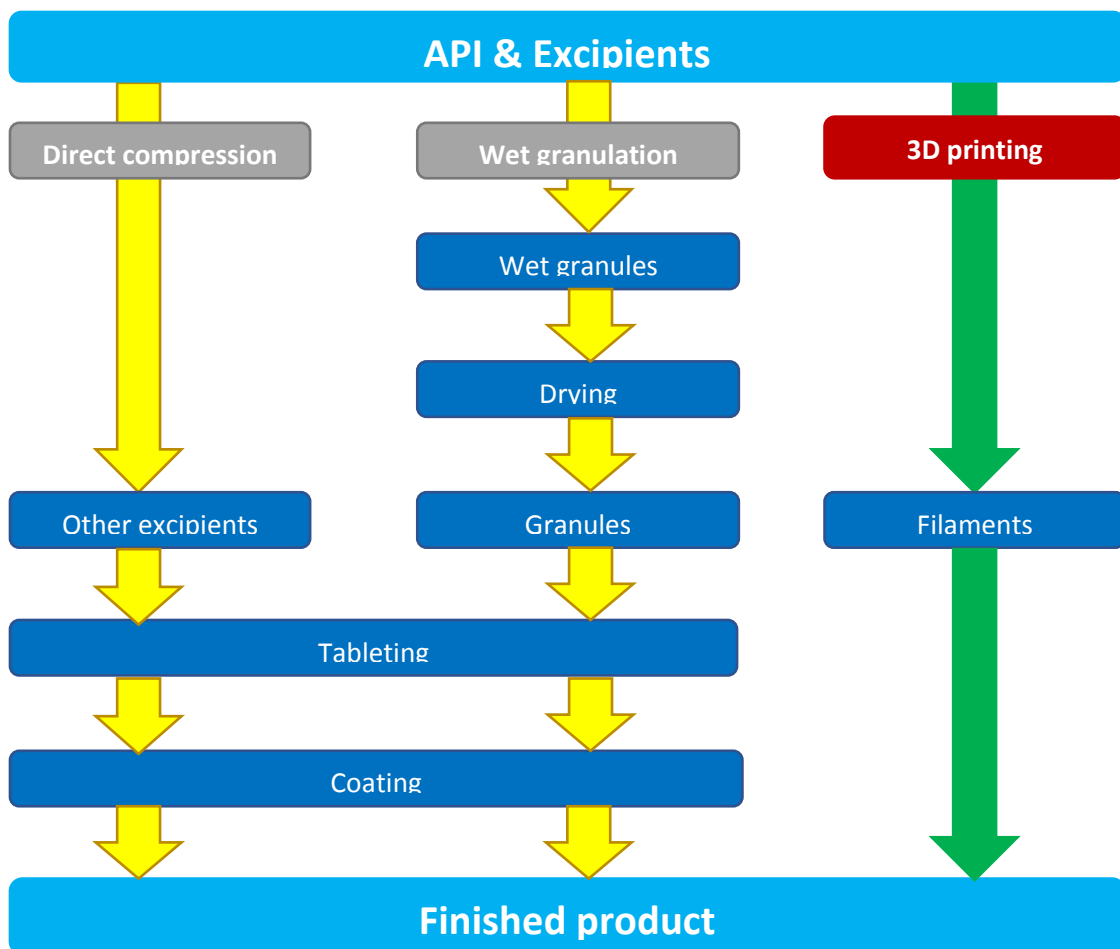 API & Excipients
Direct compression
Wet granulation
3D printing
Wet granules
Drying
Other excipients
Granules
Filaments
Tableting
Coating
Finished product